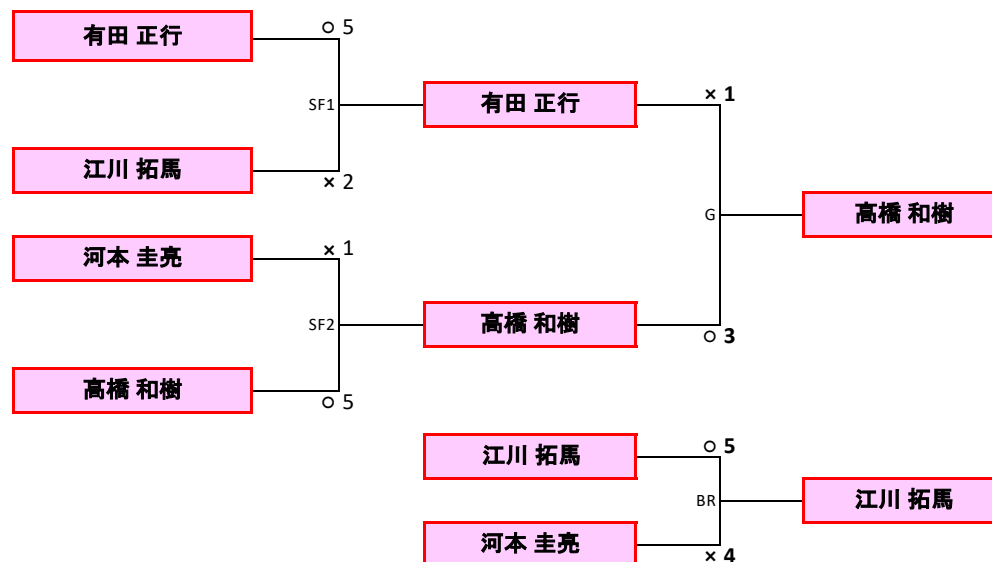 有田 正行
○ 5
SF1
江川 拓馬
× 2
有田 正行
× 1
河本 圭亮
× 1
SF2
高橋 和樹
○ 5
高橋 和樹
○ 3
G
高橋 和樹
江川 拓馬
○ 5
BR
河本 圭亮
× 4
江川 拓馬